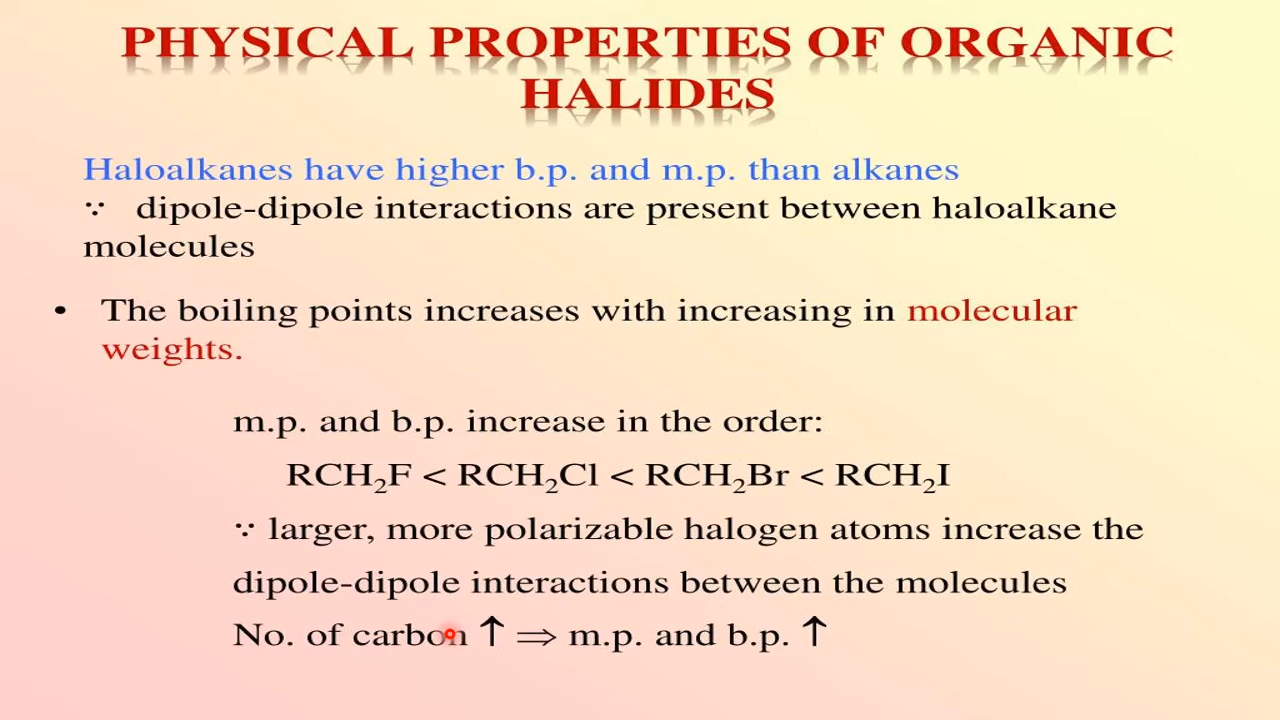 PHYSICAL PROPERTIES OF ORGANIC
HALIDES
Haloalkanes have higher b.p. and m.p. than alkanes
∵ dipole-dipole interactions are present between haloalkane
molecules
• The boiling points increases with increasing in molecular
weights.
m.p. and b.p. increase in the order:
RCH₂F < RCH₂Cl < RCH₂Br < RCH₂I
∵ larger, more polarizable halogen atoms increase the
dipole-dipole interactions between the molecules
No. of carbon ↑ ⇒ m.p. and b.p. ↑